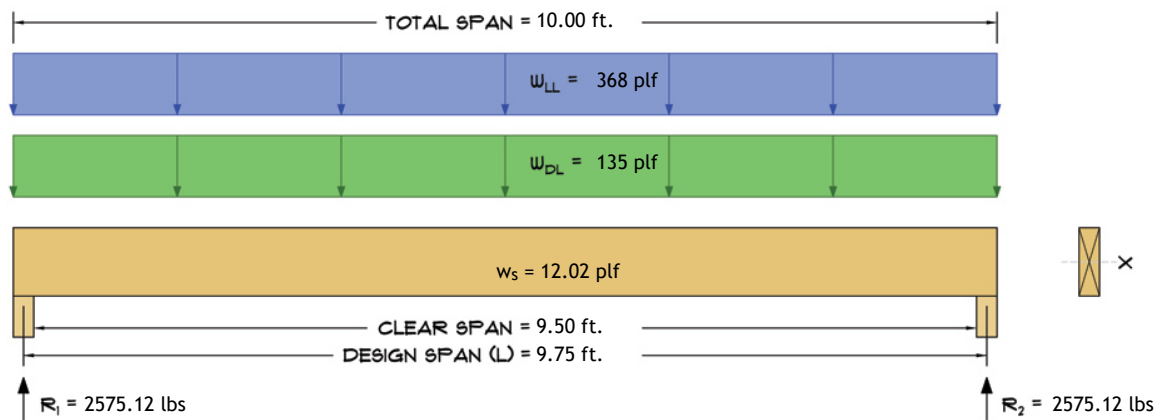 TOTAL SPAN = 10.00 ft.
WLL = 368 plf
WDL = 135 plf
ws = 12.02 plf
X
CLEAR SPAN = 9.50 ft.
DESIGN SPAN (L) = 9.75 ft.
R1 = 2575.12 lbs
R2 = 2575.12 lbs